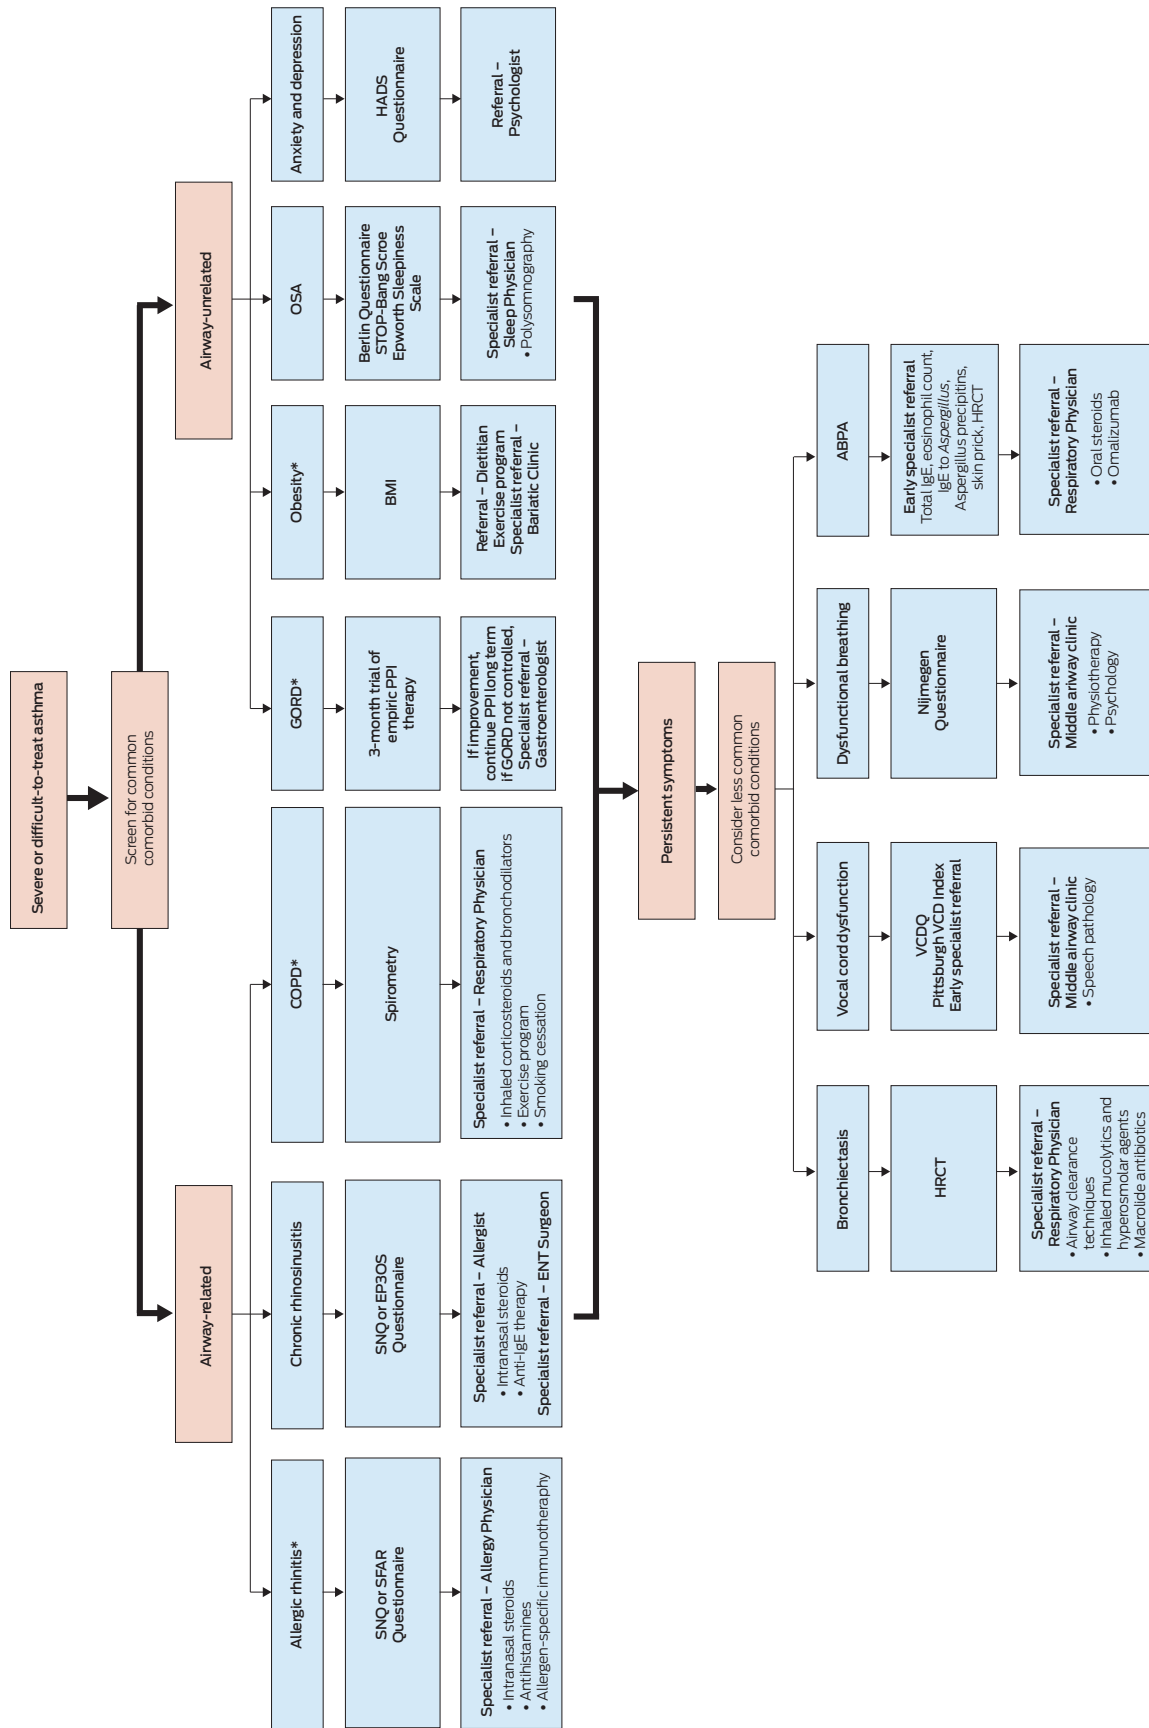 Severe or difficult-to-treat asthma
Screen for common
comorbid conditions
Airway-related
Airway-unrelated
Allergic rhinitis*
Chronic rhinosinusitis
COPD*
GORD*
Obesity*
OSA
Anxiety and depression
SNQ or SFAR
Questionnaire
SNQ or EP3OS
Questionnaire
Spirometry
3-month trial of
empiric PPI
therapy
BMI
Berlin Questionnaire
STOP-Bang Scroe
Epworth Sleepiness
Scale
HADS
Questionnaire
Specialist referral – Allergy Physician
• Intranasal steroids
• Antihistamines
• Allergen-specific immunotheraphy
Specialist referral – Allergist
• Intranasal steroids
• Anti-IgE therapy
Specialist referral – ENT Surgeon
Specialist referral – Respiratory Physician
• Inhaled corticosteroids and bronchodilators
• Exercise program
• Smoking cessation
If improvement,
continue PPI long term
if GORD not controlled,
Specialist referral –
Gastroenterologist
Referral – Dietitian
Exercise program
Specialist referral –
Bariatic Clinic
Specialist referral –
Sleep Physician
• Polysomnography
Referral –
Psychologist
Persistent symptoms
Consider less common
comorbid conditions
Bronchiectasis
Vocal cord dysfunction
Dysfunctional breathing
ABPA
HRCT
VCDQ
Pittsburgh VCD Index
Early specialist referral
Nijmegen
Questionnaire
Early specialist referral
Total IgE, eosinophil count,
IgE to Aspergillus,
Aspergillus precipitins,
skin prick, HRCT
Specialist referral –
Respiratory Physician
• Airway clearance
techniques
• Inhaled mucolytics and
hyperosmolar agents
• Macrolide antibiotics
Specialist referral –
Middle airway clinic
• Speech pathology
Specialist referral –
Middle ariway clinic
• Physiotherapy
• Psychology
Specialist referral –
Respiratory Physician
• Oral steroids
• Omalizumab